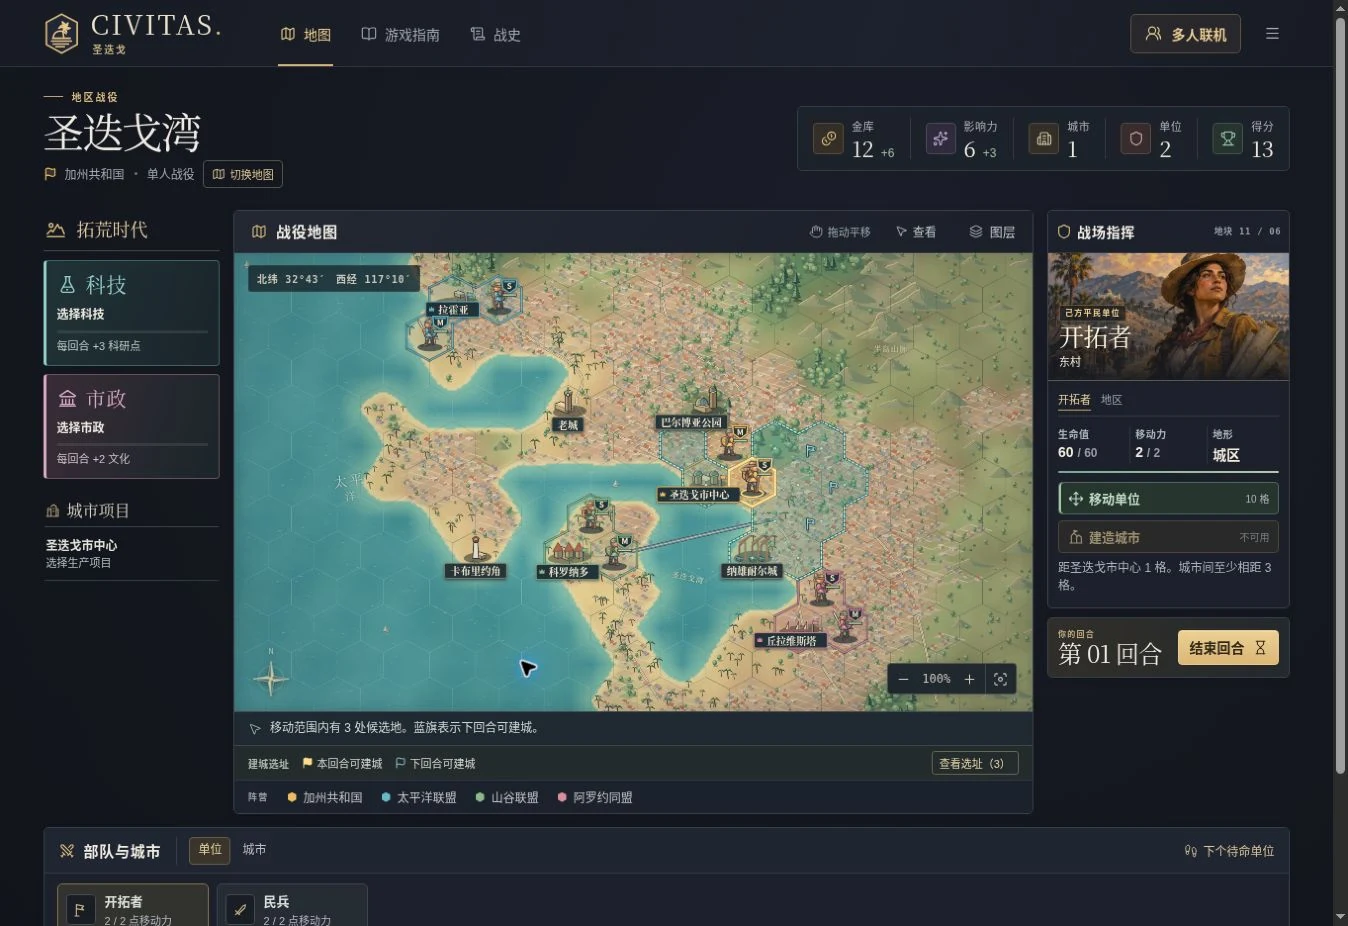 CIVITAS.
圣迭戈
地图
游戏指南
战史
多人联机
地区战役
圣迭戈湾
加州共和国 • 单人战役
切换地图
金库
12 +6
影响力
6 +3
城市
1
单位
2
得分
13
拓荒时代
科技
选择科技
每回合 +3 科研点
市政
选择市政
每回合 +2 文化
城市项目
圣迭戈市中心
选择生产项目
战役地图
拖动平移
查看
图层
北纬 32°43′ 西经 117°10′
拉霍亚
S
M
半岛山脉
老城
巴尔博亚公园
M
S
太平洋
圣迭戈市中心
S
M
卡布里约角
科罗纳多
圣迭戈湾
纳雄耐尔城
S
M
丘拉维斯塔
N
− 100% +
移动范围内有 3 处候选地。蓝旗表示下回合可建城。
建城选址
本回合可建城
下回合可建城
查看选址（3）
阵营
加州共和国
太平洋联盟
山谷联盟
阿罗约同盟
战场指挥
地块 11 / 06
己方平民单位
开拓者
东村
开拓者
地区
生命值
60 / 60
移动力
2 / 2
地形
城区
移动单位
10 格
建造城市
不可用
距圣迭戈市中心 1 格。城市间至少相距 3
格。
你的回合
第 01 回合
结束回合
部队与城市
单位
城市
下个待命单位
开拓者
2 / 2 点移动力
民兵
2 / 2 点移动力